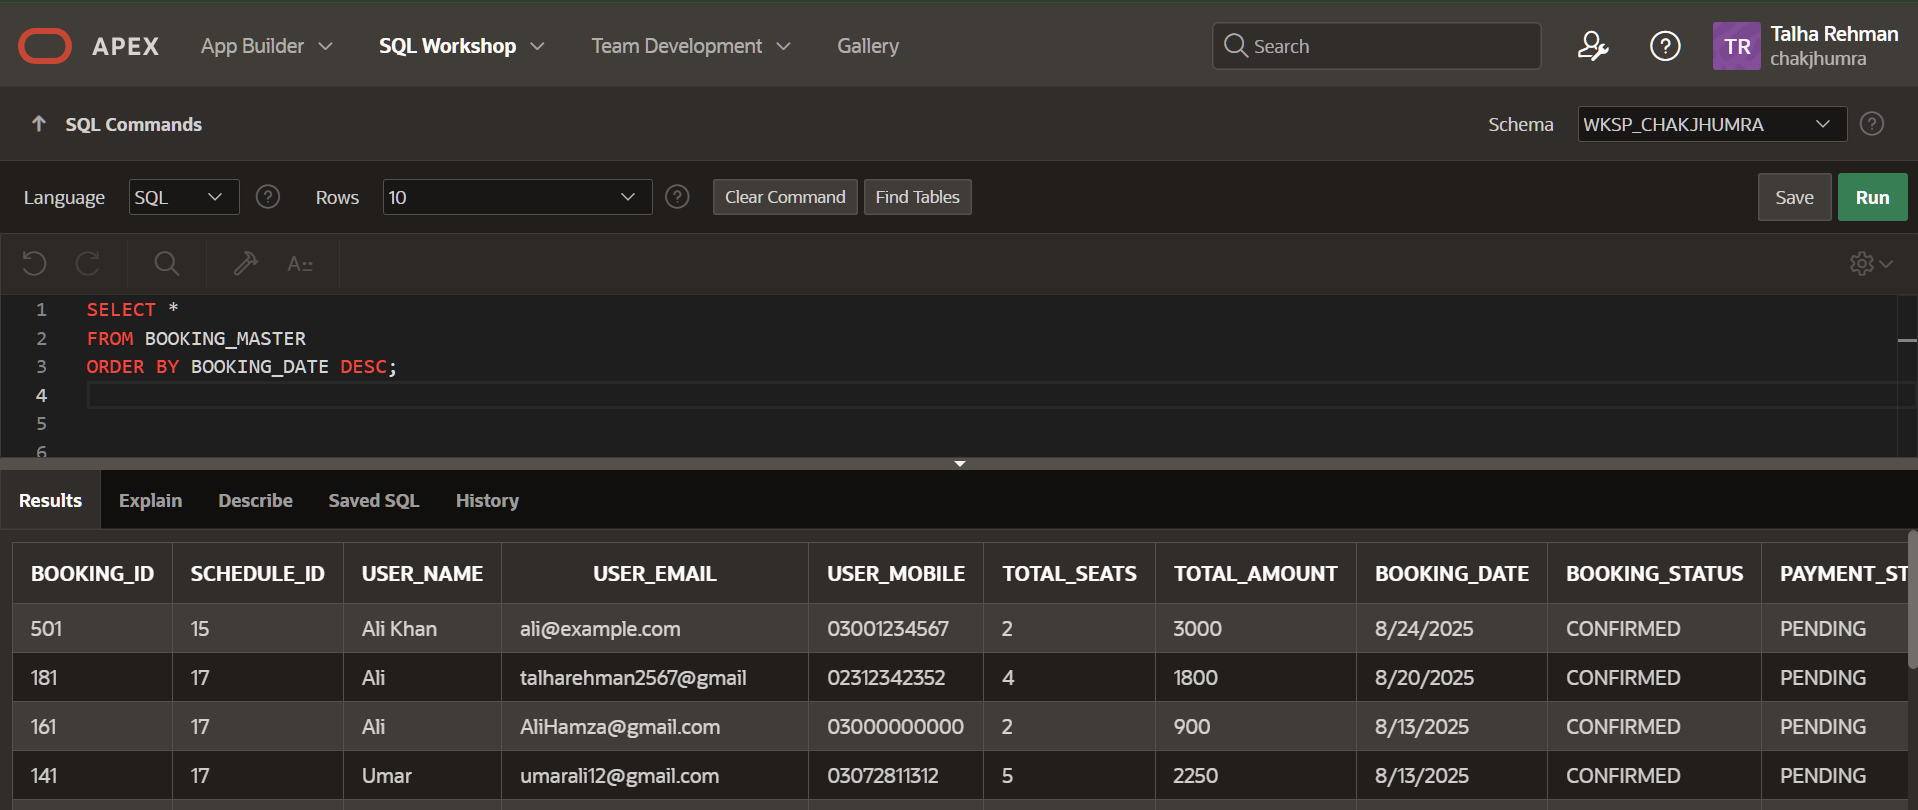 APEX App Builder SQL Workshop Team Development Gallery Search TR Talha Rehman
chakjhumra
SQL Commands Schema WKSP_CHAKJHUMRA
Language SQL Rows 10 Clear Command Find Tables Save Run
1 SELECT *
2 FROM BOOKING_MASTER
3 ORDER BY BOOKING_DATE DESC;
4
5
6
Results Explain Describe Saved SQL History
BOOKING_ID SCHEDULE_ID USER_NAME USER_EMAIL USER_MOBILE TOTAL_SEATS TOTAL_AMOUNT BOOKING_DATE BOOKING_STATUS PAYMENT_ST
501 15 Ali Khan ali@example.com 03001234567 2 3000 8/24/2025 CONFIRMED PENDING
181 17 Ali talharehman2567@gmail 02312342352 4 1800 8/20/2025 CONFIRMED PENDING
161 17 Ali AliHamza@gmail.com 03000000000 2 900 8/13/2025 CONFIRMED PENDING
141 17 Umar umarali12@gmail.com 03072811312 5 2250 8/13/2025 CONFIRMED PENDING